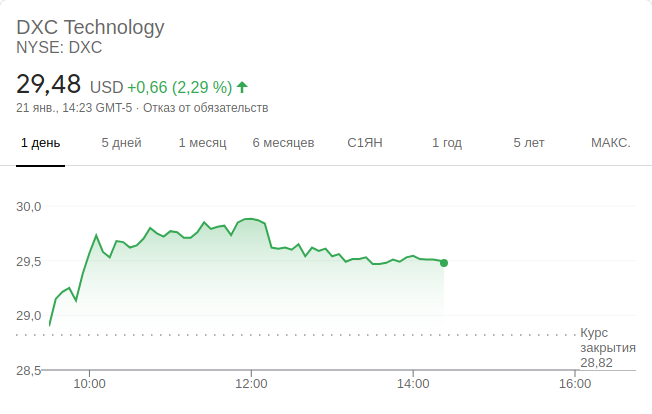 DXC Technology
NYSE: DXC
29,48 USD +0,66 (2,29 %)
21 янв., 14:23 GMT-5 · Отказ от обязательств
1 день 5 дней 1 месяц 6 месяцев С1ЯН 1 год 5 лет МАКС.
30,0
29,5
29,0
Курс
закрытия
28,82
28,5
10:00 12:00 14:00 16:00